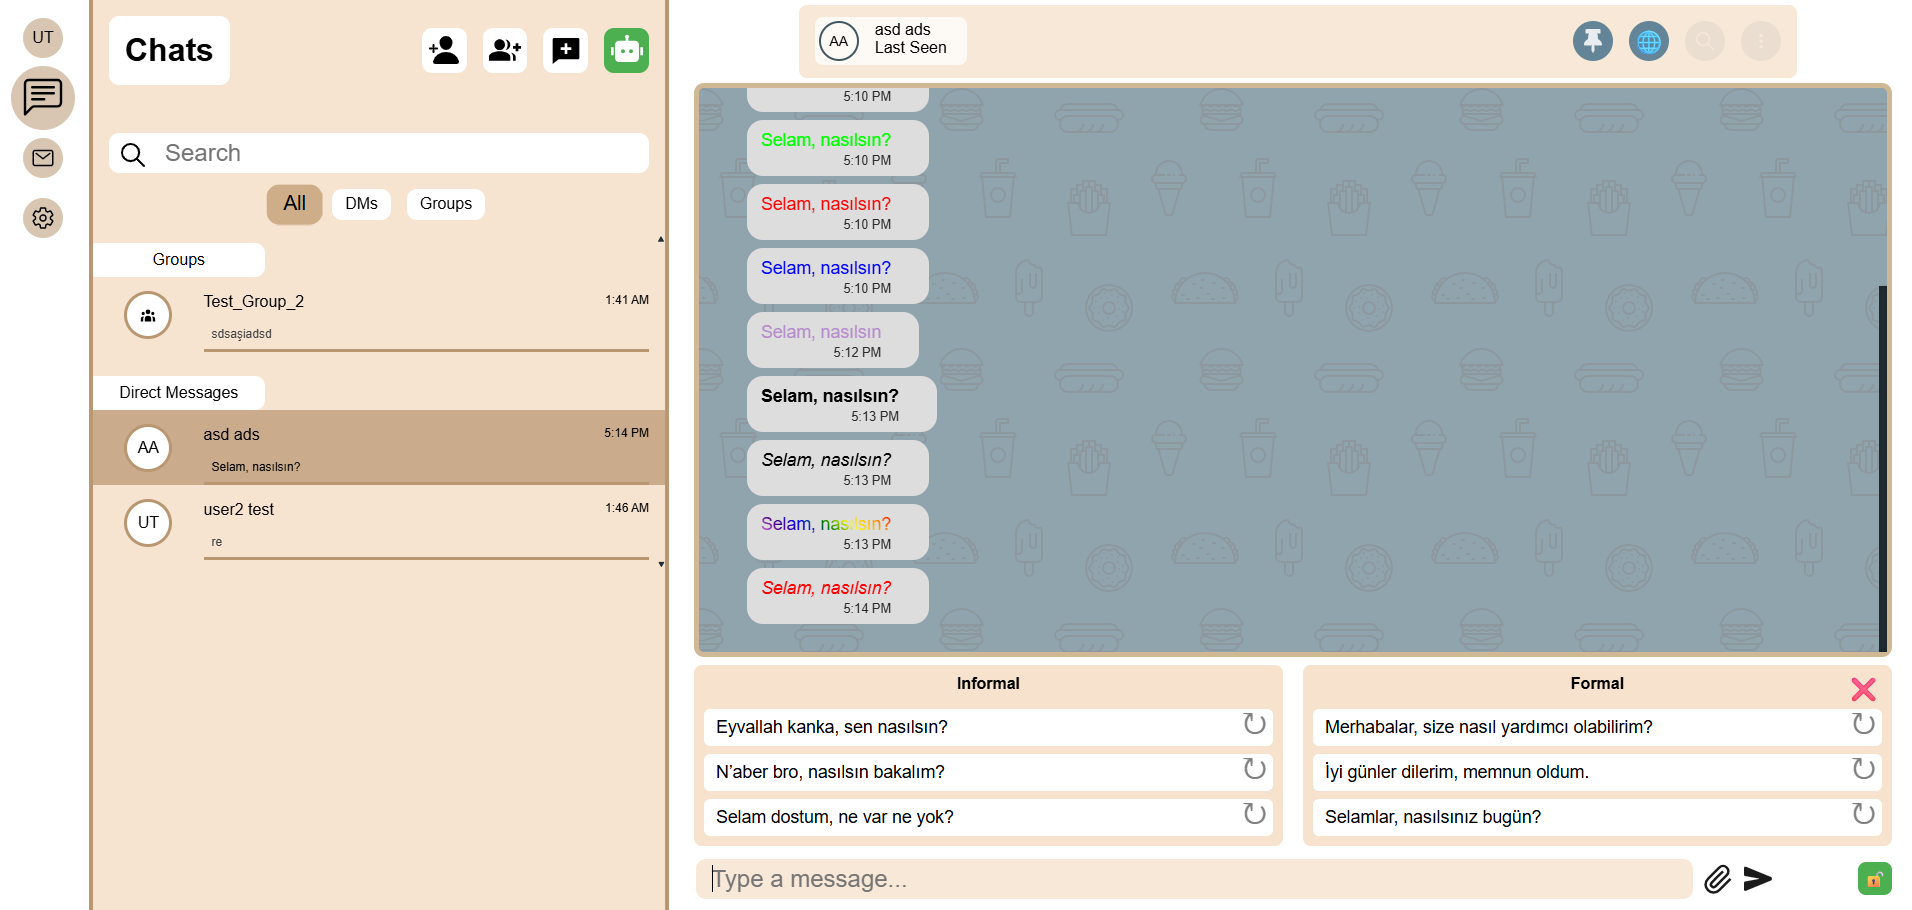 UT
Chats
Search
All
DMs
Groups
Groups
Test_Group_2
1:41 AM
sdsaşiadsd
Direct Messages
AA
asd ads
5:14 PM
Selam, nasılsın?
UT
user2 test
1:46 AM
re
AA
asd ads
Last Seen
5:10 PM
Selam, nasılsın?
5:10 PM
Selam, nasılsın?
5:10 PM
Selam, nasılsın?
5:10 PM
Selam, nasılsın
5:12 PM
Selam, nasılsın?
5:13 PM
Selam, nasılsın?
5:13 PM
Selam, nasılsın?
5:13 PM
Selam, nasılsın?
5:14 PM
Informal
Eyvallah kanka, sen nasılsın?
N’aber bro, nasılsın bakalım?
Selam dostum, ne var ne yok?
Formal
Merhabalar, size nasıl yardımcı olabilirim?
İyi günler dilerim, memnun oldum.
Selamlar, nasılsınız bugün?
Type a message...